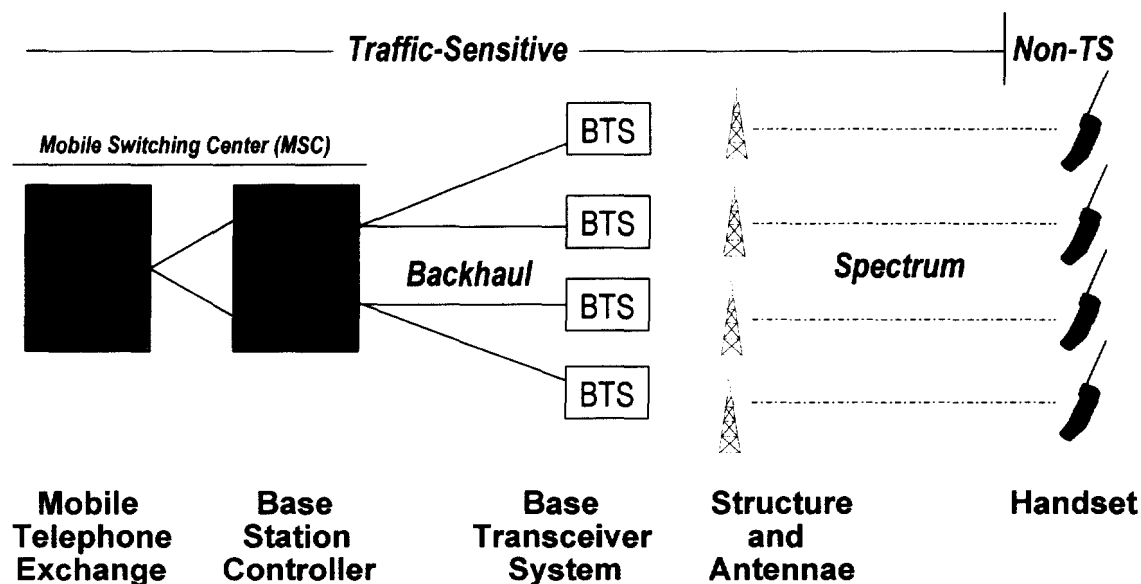 Traffic-Sensitive
Non-TS
Mobile Switching Center (MSC)
BTS
BTS
BTS
BTS
Backhaul
Spectrum
Mobile
Telephone
Exchange
Base
Station
Controller
Base
Transceiver
System
Structure
and
Antennae
Handset